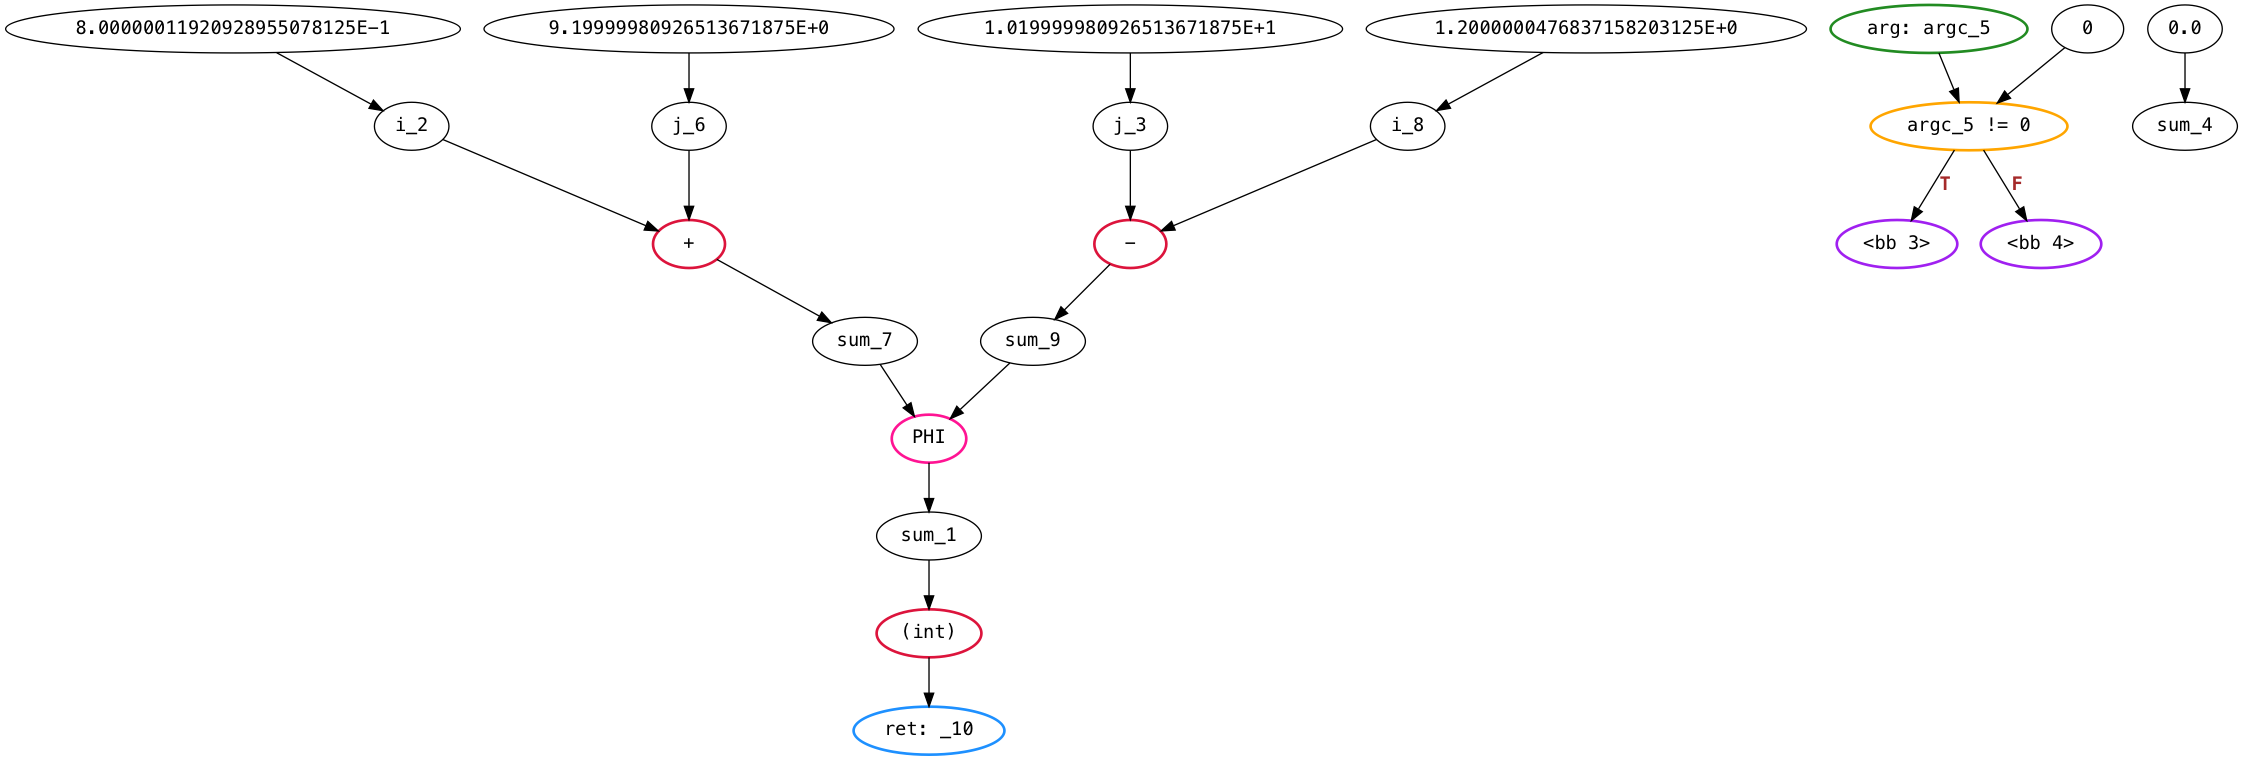 8.00000011920928955078125E−1
9.19999980926513671875E+0
1.019999980926513671875E+1
1.2000000476837158203125E+0
arg: argc_5
0
0.0
i_2
j_6
j_3
i_8
argc_5 != 0
sum_4
T
F
+
−
<bb 3>
<bb 4>
sum_7
sum_9
PHI
sum_1
(int)
ret: _10